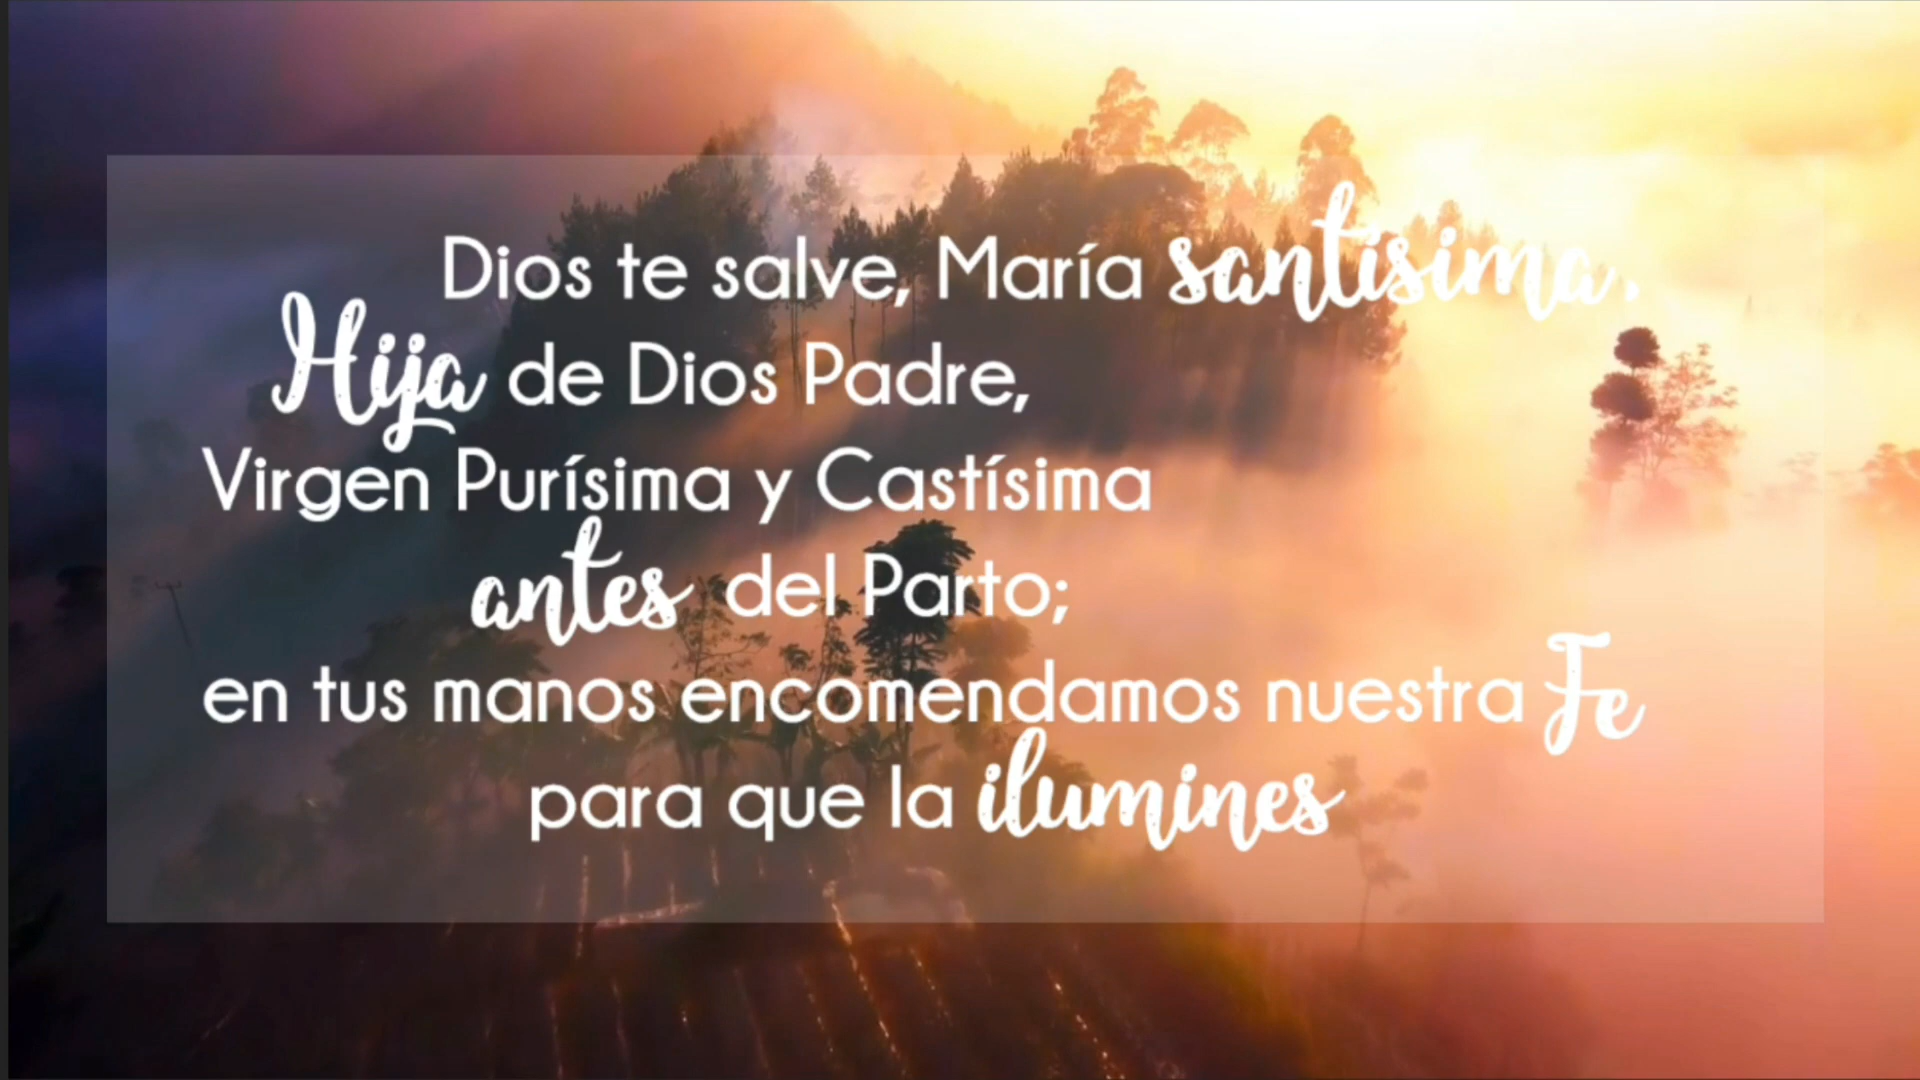 Dios te salve, María santisima.
Hija de Dios Padre,
Virgen Purísima y Castísima
antes del Parto;
en tus manos encomendamos nuestra Fe
para que la ilumines